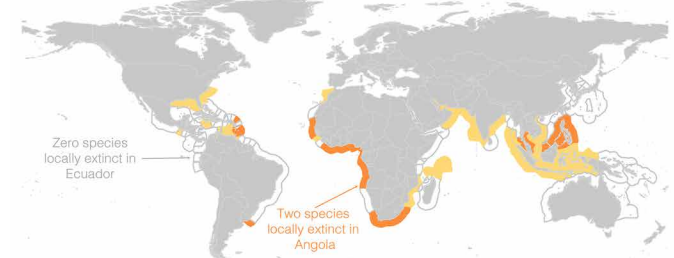 Zero species
locally extinct in
Ecuador
Two species
locally extinct in
Angola